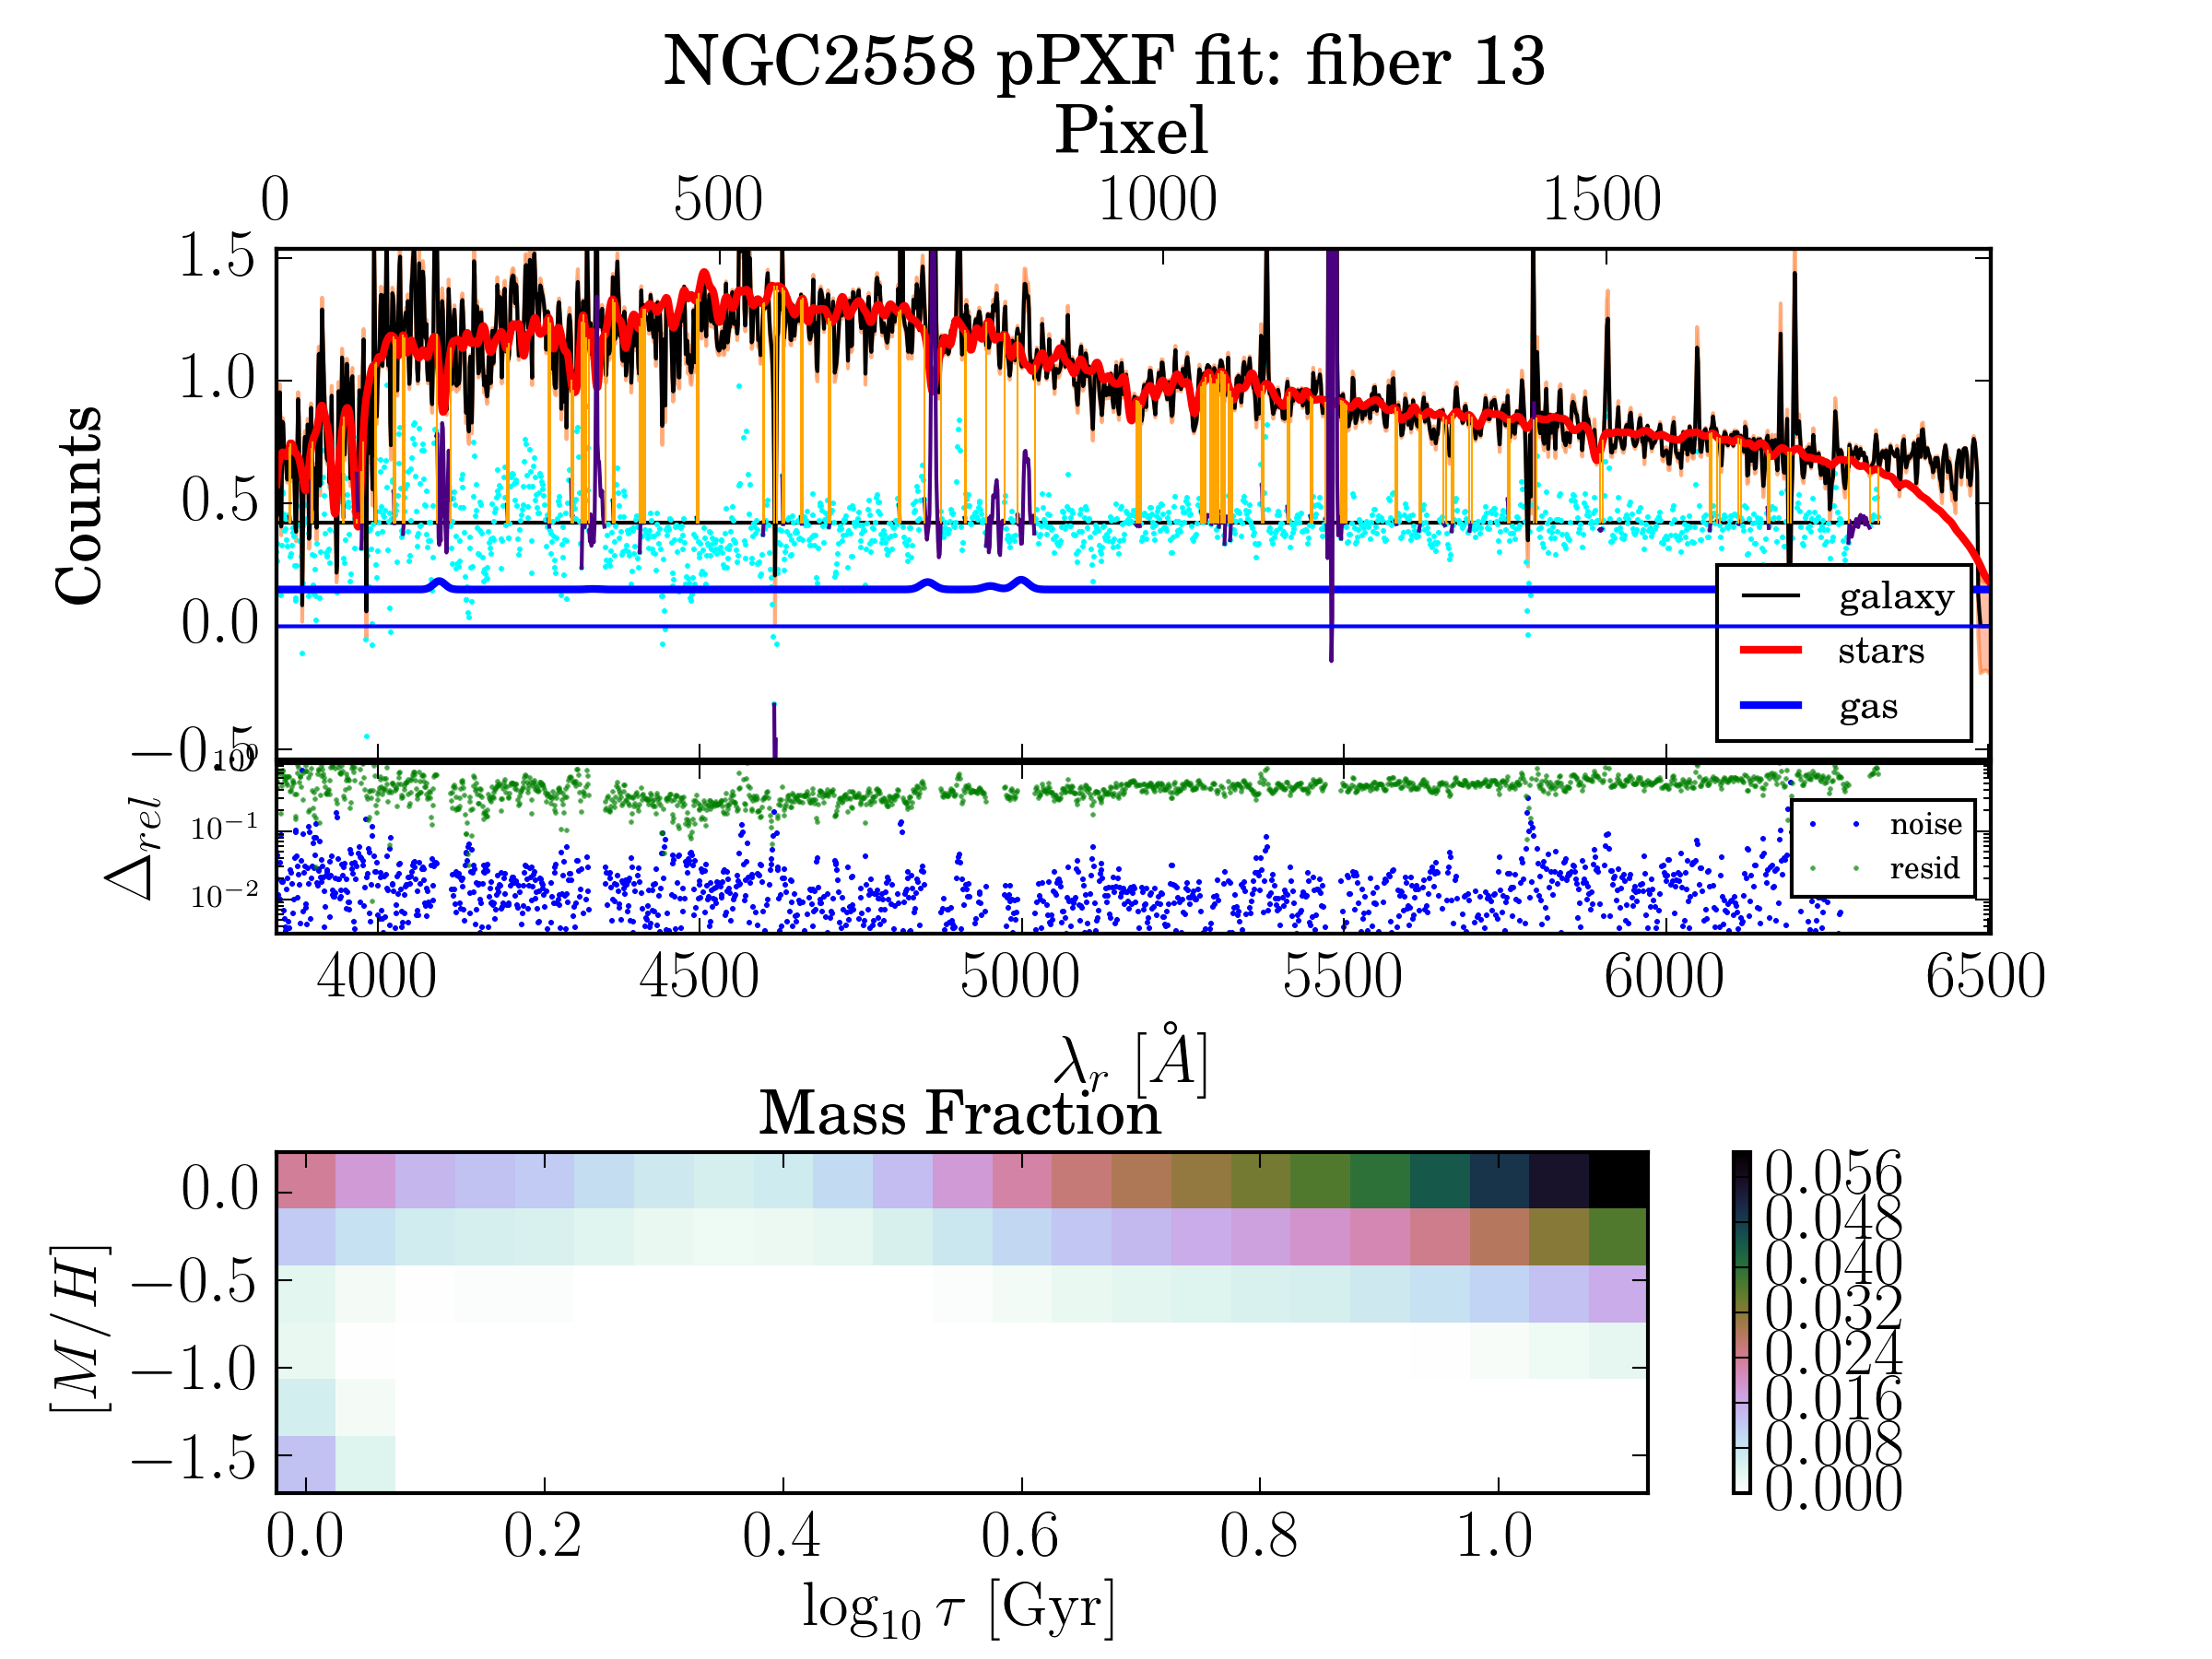 NGC2558 pPXF fit: fiber 13
Pixel
0 500 1000 1500
Counts
1.5
1.0
0.5
0.0
−0.5
galaxy
stars
gas
Δrel
10⁰
10⁻¹
10⁻²
noise
resid
4000 4500 5000 5500 6000 6500
λr [Å]
Mass Fraction
[M/H]
0.0
−0.5
−1.0
−1.5
0.0 0.2 0.4 0.6 0.8 1.0
log₁₀ τ [Gyr]
0.056
0.048
0.040
0.032
0.024
0.016
0.008
0.000